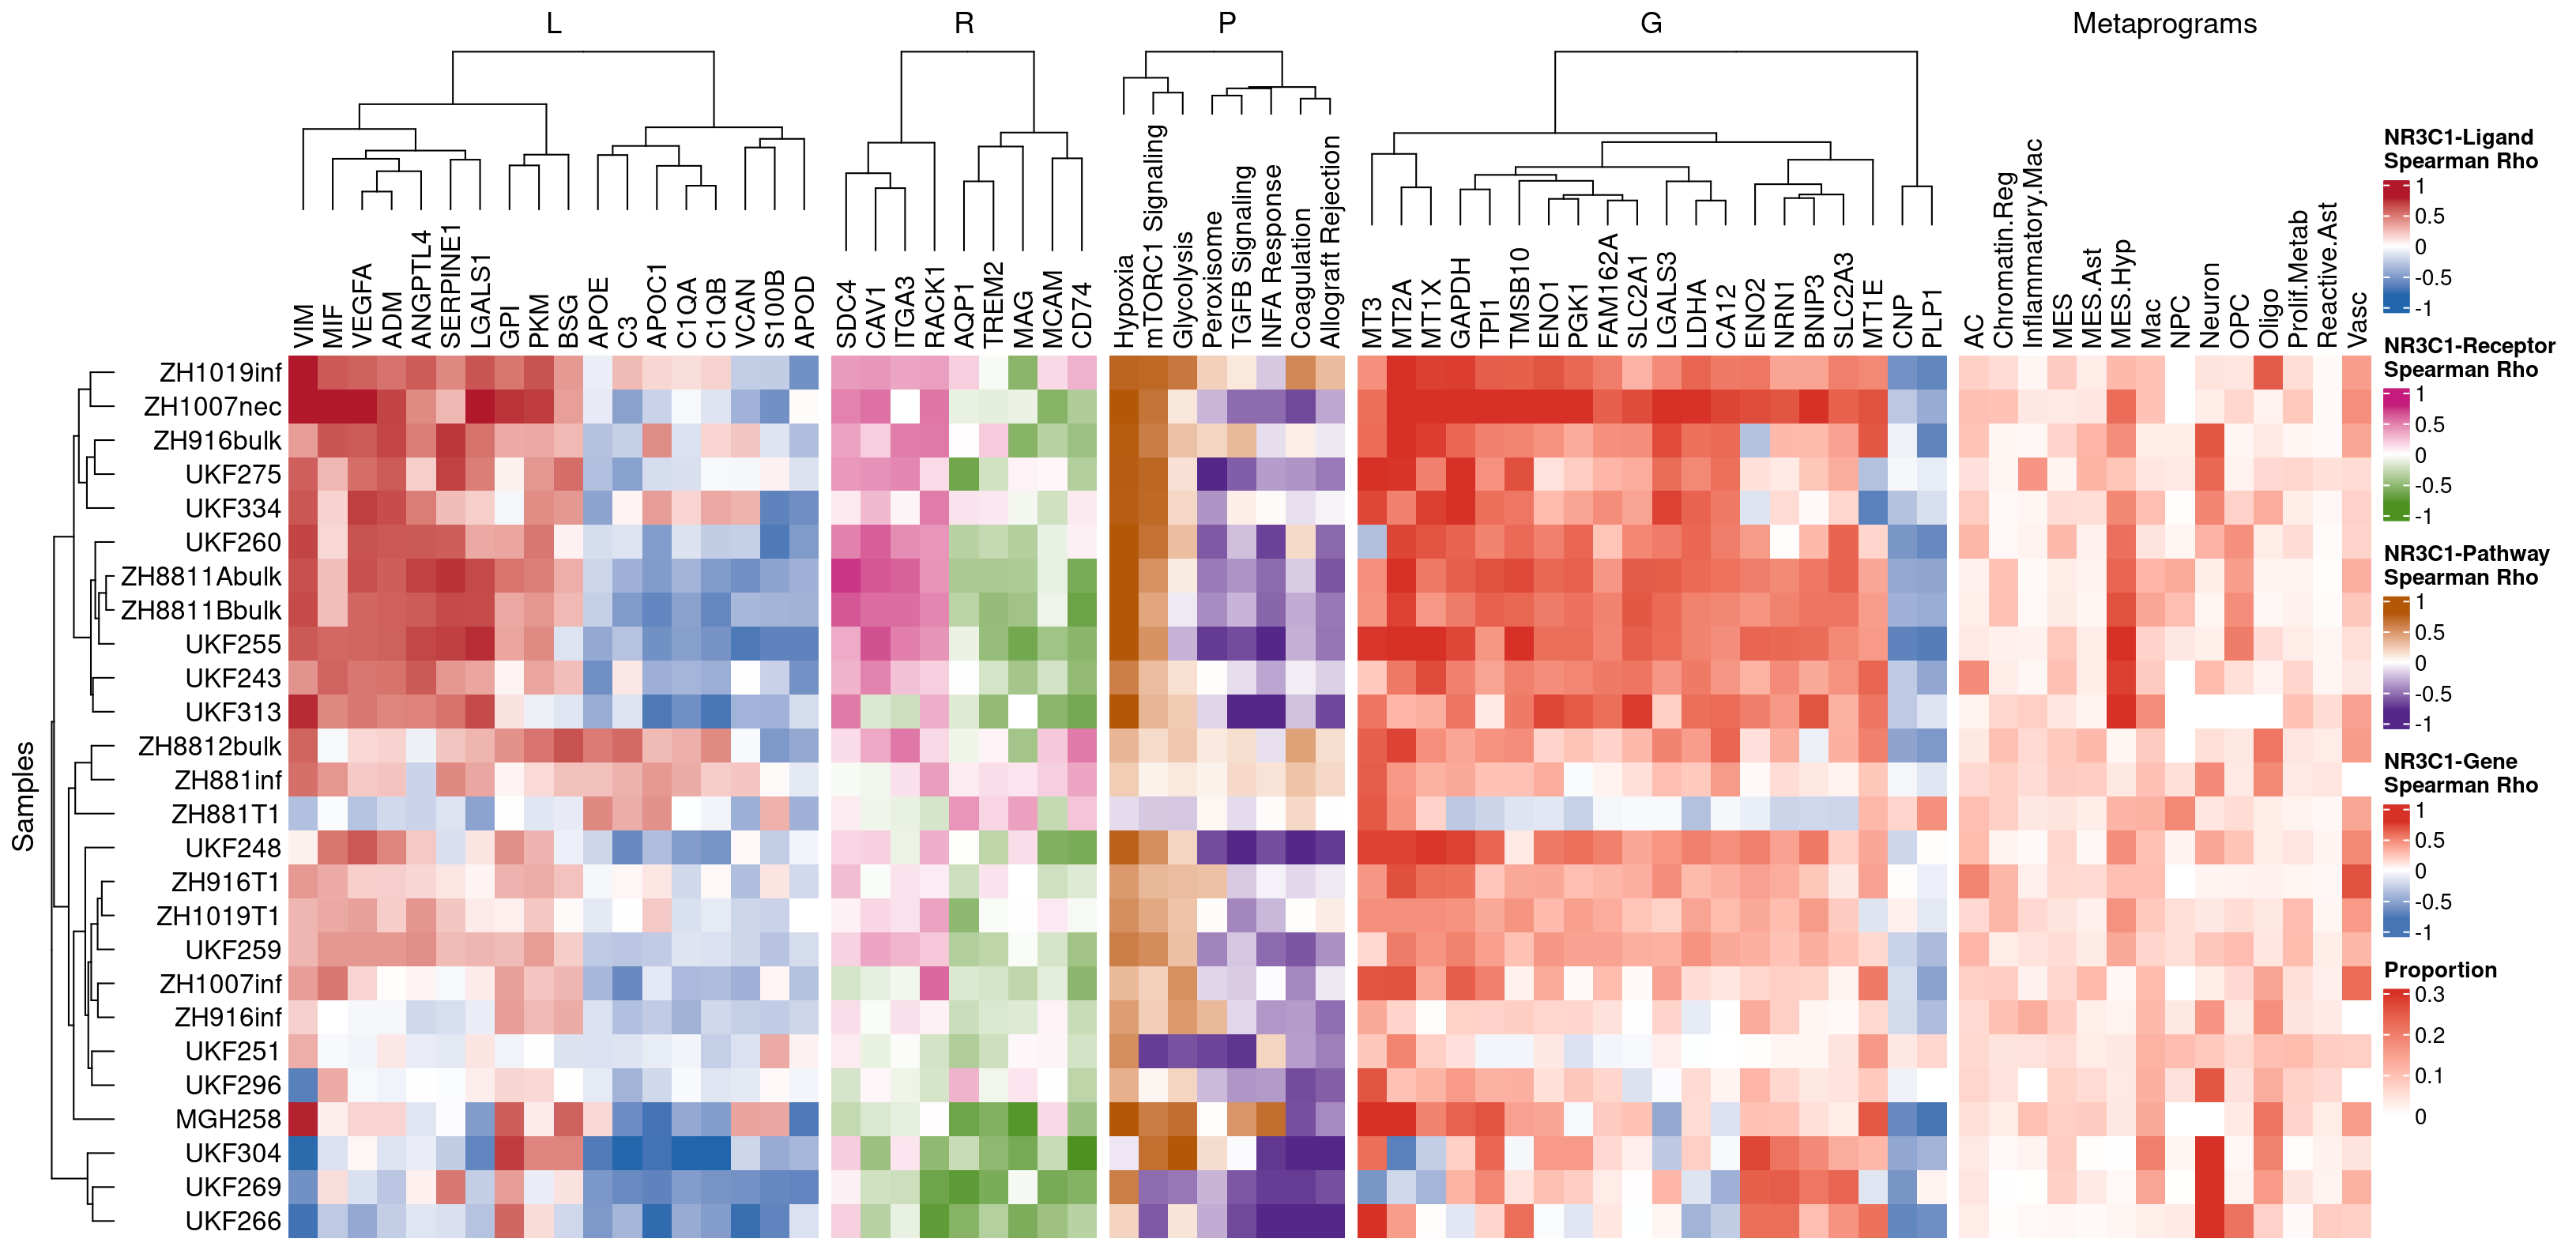 L
R
P
G
Metaprograms
VIM
MIF
VEGFA
ADM
ANGPTL4
SERPINE1
LGALS1
GPI
PKM
BSG
APOE
C3
APOC1
C1QA
C1QB
VCAN
S100B
APOD
SDC4
CAV1
ITGA3
RACK1
AQP1
TREM2
MAG
MCAM
CD74
Hypoxia
mTORC1 Signaling
Glycolysis
Peroxisome
TGFB Signaling
INFA Response
Coagulation
Allograft Rejection
MT3
MT2A
MT1X
GAPDH
TPI1
TMSB10
ENO1
PGK1
FAM162A
SLC2A1
LGALS3
LDHA
CA12
ENO2
NRN1
BNIP3
SLC2A3
MT1E
CNP
PLP1
AC
Chromatin.Reg
Inflammatory.Mac
MES
MES.Ast
MES.Hyp
Mac
NPC
Neuron
OPC
Oligo
Prolif.Metab
Reactive.Ast
Vasc
Samples
ZH1019inf
ZH1007nec
ZH916bulk
UKF275
UKF334
UKF260
ZH8811Abulk
ZH8811Bbulk
UKF255
UKF243
UKF313
ZH8812bulk
ZH881inf
ZH881T1
UKF248
ZH916T1
ZH1019T1
UKF259
ZH1007inf
ZH916inf
UKF251
UKF296
MGH258
UKF304
UKF269
UKF266
NR3C1-Ligand
Spearman Rho
1
0.5
0
-0.5
-1
NR3C1-Receptor
Spearman Rho
1
0.5
0
-0.5
-1
NR3C1-Pathway
Spearman Rho
1
0.5
0
-0.5
-1
NR3C1-Gene
Spearman Rho
1
0.5
0
-0.5
-1
Proportion
0.3
0.2
0.1
0